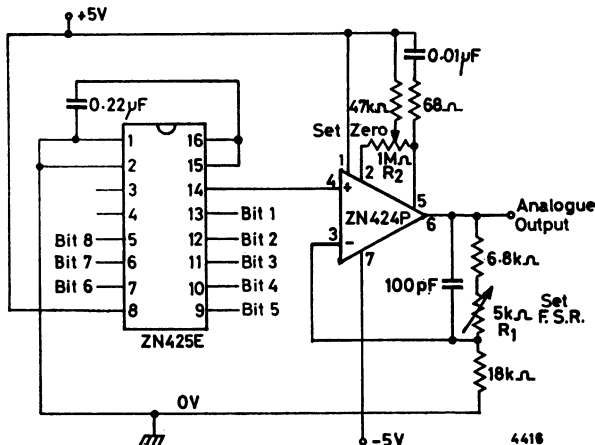 +5V
0.01µF
0.22µF
47kΩ
68Ω
Set Zero
1MΩ
R2
1
2
3
4
5
6
7
8
16
15
14
13
12
11
10
9
Bit 8
Bit 7
Bit 6
Bit 1
Bit 2
Bit 3
Bit 4
Bit 5
ZN425E
1
2
4
+
5
ZN424P
6
3
−
7
Analogue
Output
6.8kΩ
100pF
5kΩ
R1
Set
F.S.R.
18kΩ
0V
-5V
4416